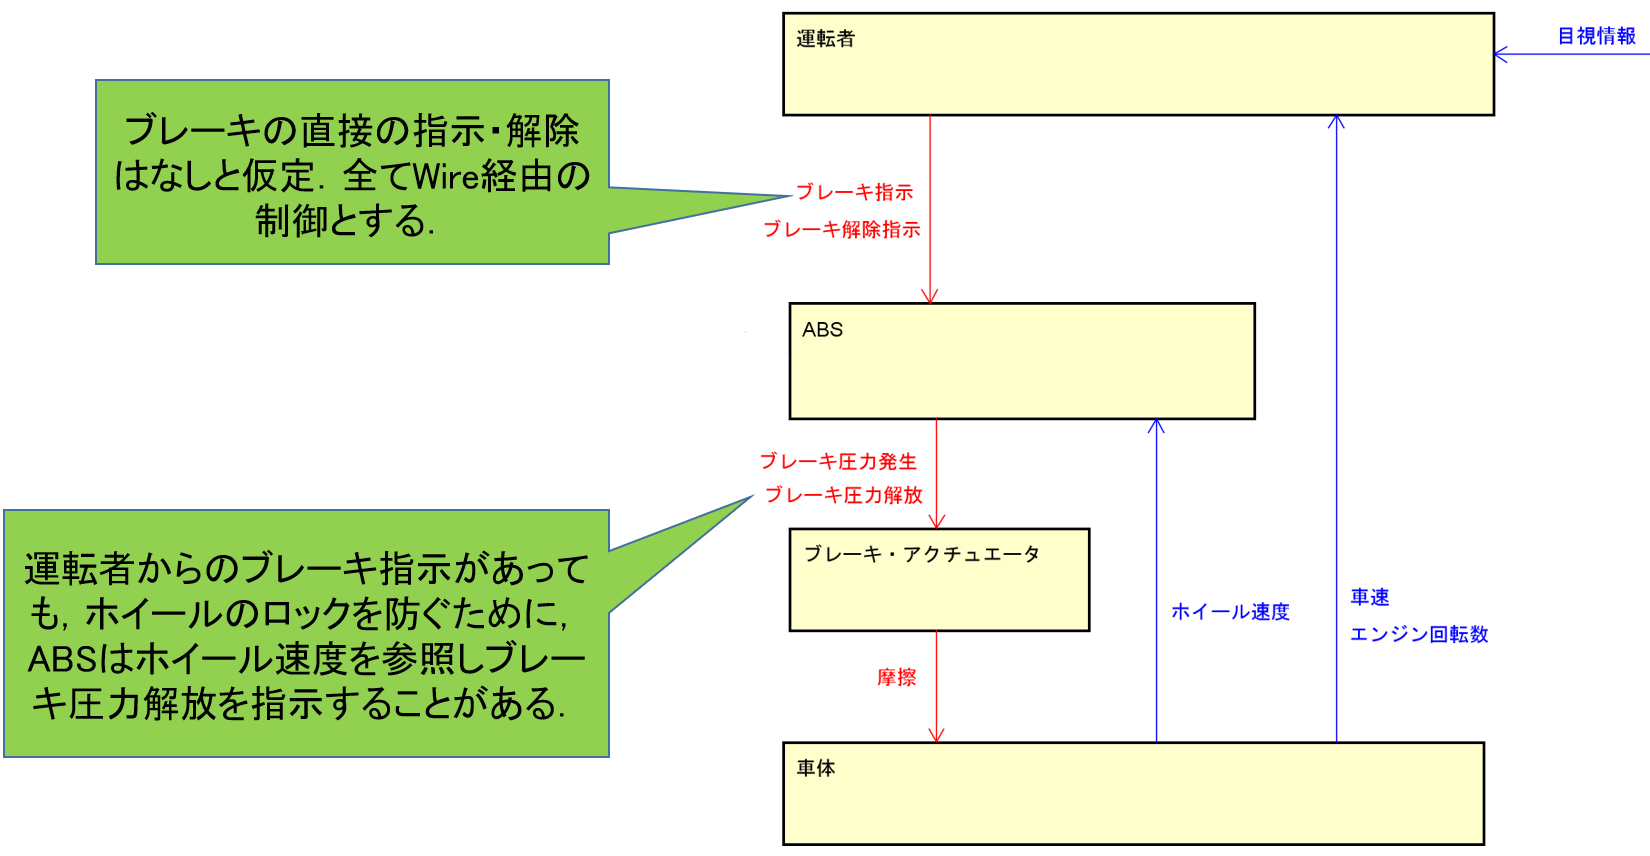 運転者
目視情報
ブレーキの直接の指示・解除
はなしと仮定．全てWire経由の
制御とする．
ブレーキ指示
ブレーキ解除指示
ABS
ブレーキ圧力発生
ブレーキ圧力解放
運転者からのブレーキ指示があって
も，ホイールのロックを防ぐために，
ABSはホイール速度を参照しブレー
キ圧力解放を指示することがある．
ブレーキ・アクチュエータ
ホイール速度
車速
エンジン回転数
摩擦
車体